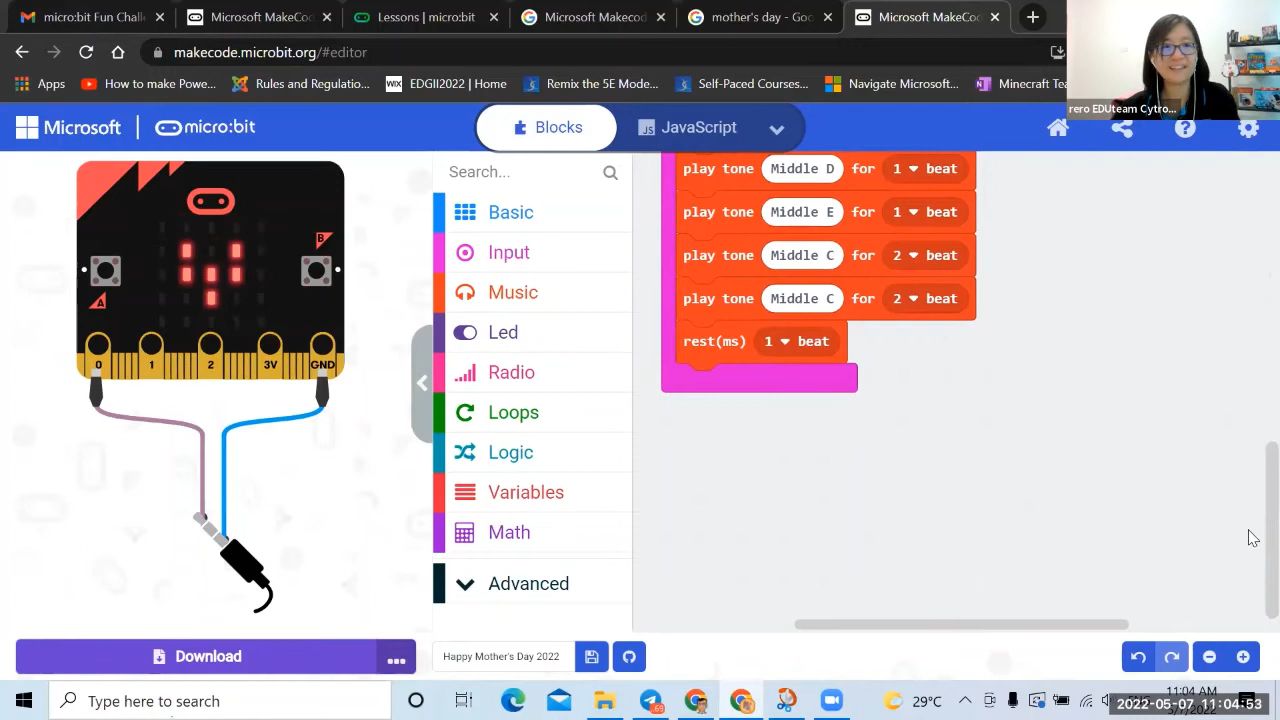 micro:bit Fun Chall
Microsoft MakeCod
Lessons | micro:bit
Microsoft Makecod
mother's day - Goo
Microsoft MakeCod
makecode.microbit.org/#editor
Apps
How to make Powe...
Rules and Regulatio...
WIX
EDGII2022 | Home
Remix the 5E Mode...
Self-Paced Courses...
Navigate Microsoft...
Minecraft Team
rero EDUteam Cytro...
Microsoft
micro:bit
Blocks
JS
JavaScript
A
B
0
1
2
3V
GND
Search...
Basic
Input
Music
Led
Radio
Loops
Logic
Variables
Math
Advanced
play tone Middle D for 1 beat
play tone Middle E for 1 beat
play tone Middle C for 2 beat
play tone Middle C for 2 beat
rest(ms) 1 beat
Download
Happy Mother's Day 2022
Type here to search
29°C
11:04 AM
2022-05-07 11:04:53